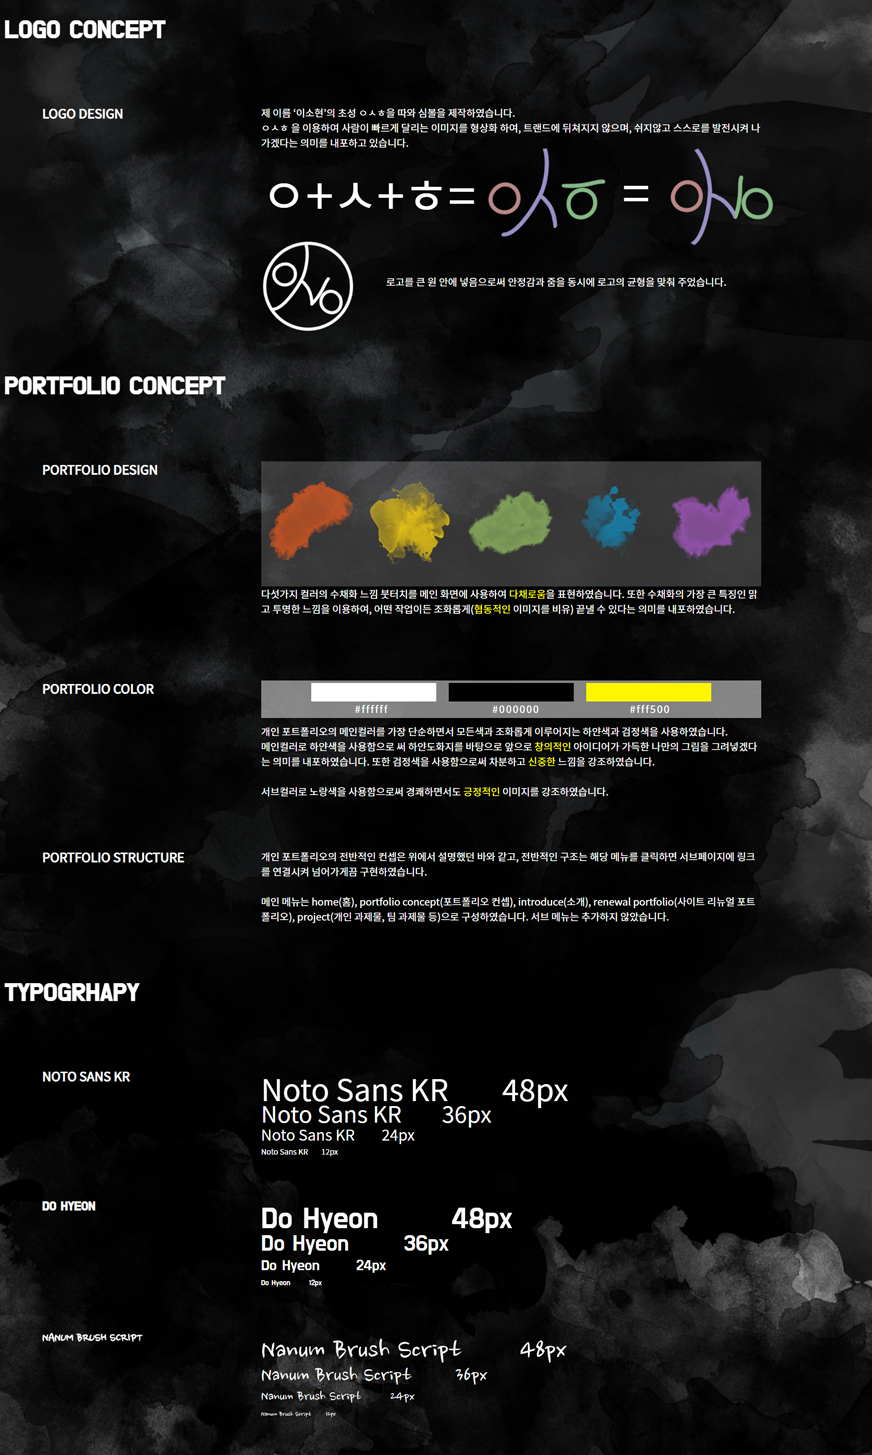 LOGO CONCEPT
LOGO DESIGN
제 이름 ‘이소현’의 초성 ㅇㅅㅎ을 따와 심볼을 제작하였습니다.
ㅇㅅㅎ 을 이용하여 사람이 빠르게 달리는 이미지를 형상화 하여, 트랜드에 뒤쳐지지 않으며, 쉬지않고 스스로를 발전시켜 나
가겠다는 의미를 내포하고 있습니다.
ㅇ+ㅅ+ㅎ= ㅇㅅㅎ =
로고를 큰 원 안에 넣음으로써 안정감과 줌을 동시에 로고의 균형을 맞춰 주었습니다.
PORTFOLIO CONCEPT
PORTFOLIO DESIGN
다섯가지 컬러의 수채화 느낌 붓터치를 메인 화면에 사용하여 다채로움을 표현하였습니다. 또한 수채화의 가장 큰 특징인 맑
고 투명한 느낌을 이용하여, 어떤 작업이든 조화롭게(협동적인 이미지를 비유) 끝낼 수 있다는 의미를 내포하였습니다.
PORTFOLIO COLOR
#ffffff #000000 #fff500
개인 포트폴리오의 메인컬러를 가장 단순하면서 모든색과 조화롭게 이루어지는 하얀색과 검정색을 사용하였습니다.
메인컬러로 하얀색을 사용함으로 써 하얀도화지를 바탕으로 앞으로 창의적인 아이디어가 가득한 나만의 그림을 그려넣겠다
는 의미를 내포하였습니다. 또한 검정색을 사용함으로써 차분하고 신중한 느낌을 강조하였습니다.
서브컬러로 노랑색을 사용함으로써 경쾌하면서도 긍정적인 이미지를 강조하였습니다.
PORTFOLIO STRUCTURE
개인 포트폴리오의 전반적인 컨셉은 위에서 설명했던 바와 같고, 전반적인 구조는 해당 메뉴를 클릭하면 서브페이지에 링크
를 연결시켜 넘어가게끔 구현하였습니다.
메인 메뉴는 home(홈), portfolio concept(포트폴리오 컨셉), introduce(소개), renewal portfolio(사이트 리뉴얼 포트
폴리오), project(개인 과제물, 팀 과제물 등)으로 구성하였습니다. 서브 메뉴는 추가하지 않았습니다.
TYPOGRHAPY
NOTO SANS KR
Noto Sans KR 48px
Noto Sans KR 36px
Noto Sans KR 24px
Noto Sans KR 12px
DO HYEON
Do Hyeon 48px
Do Hyeon 36px
Do Hyeon 24px
Do Hyeon 12px
NANUM BRUSH SCRIPT
Nanum Brush Script 48px
Nanum Brush Script 36px
Nanum Brush Script 24px
Nanum Brush Script